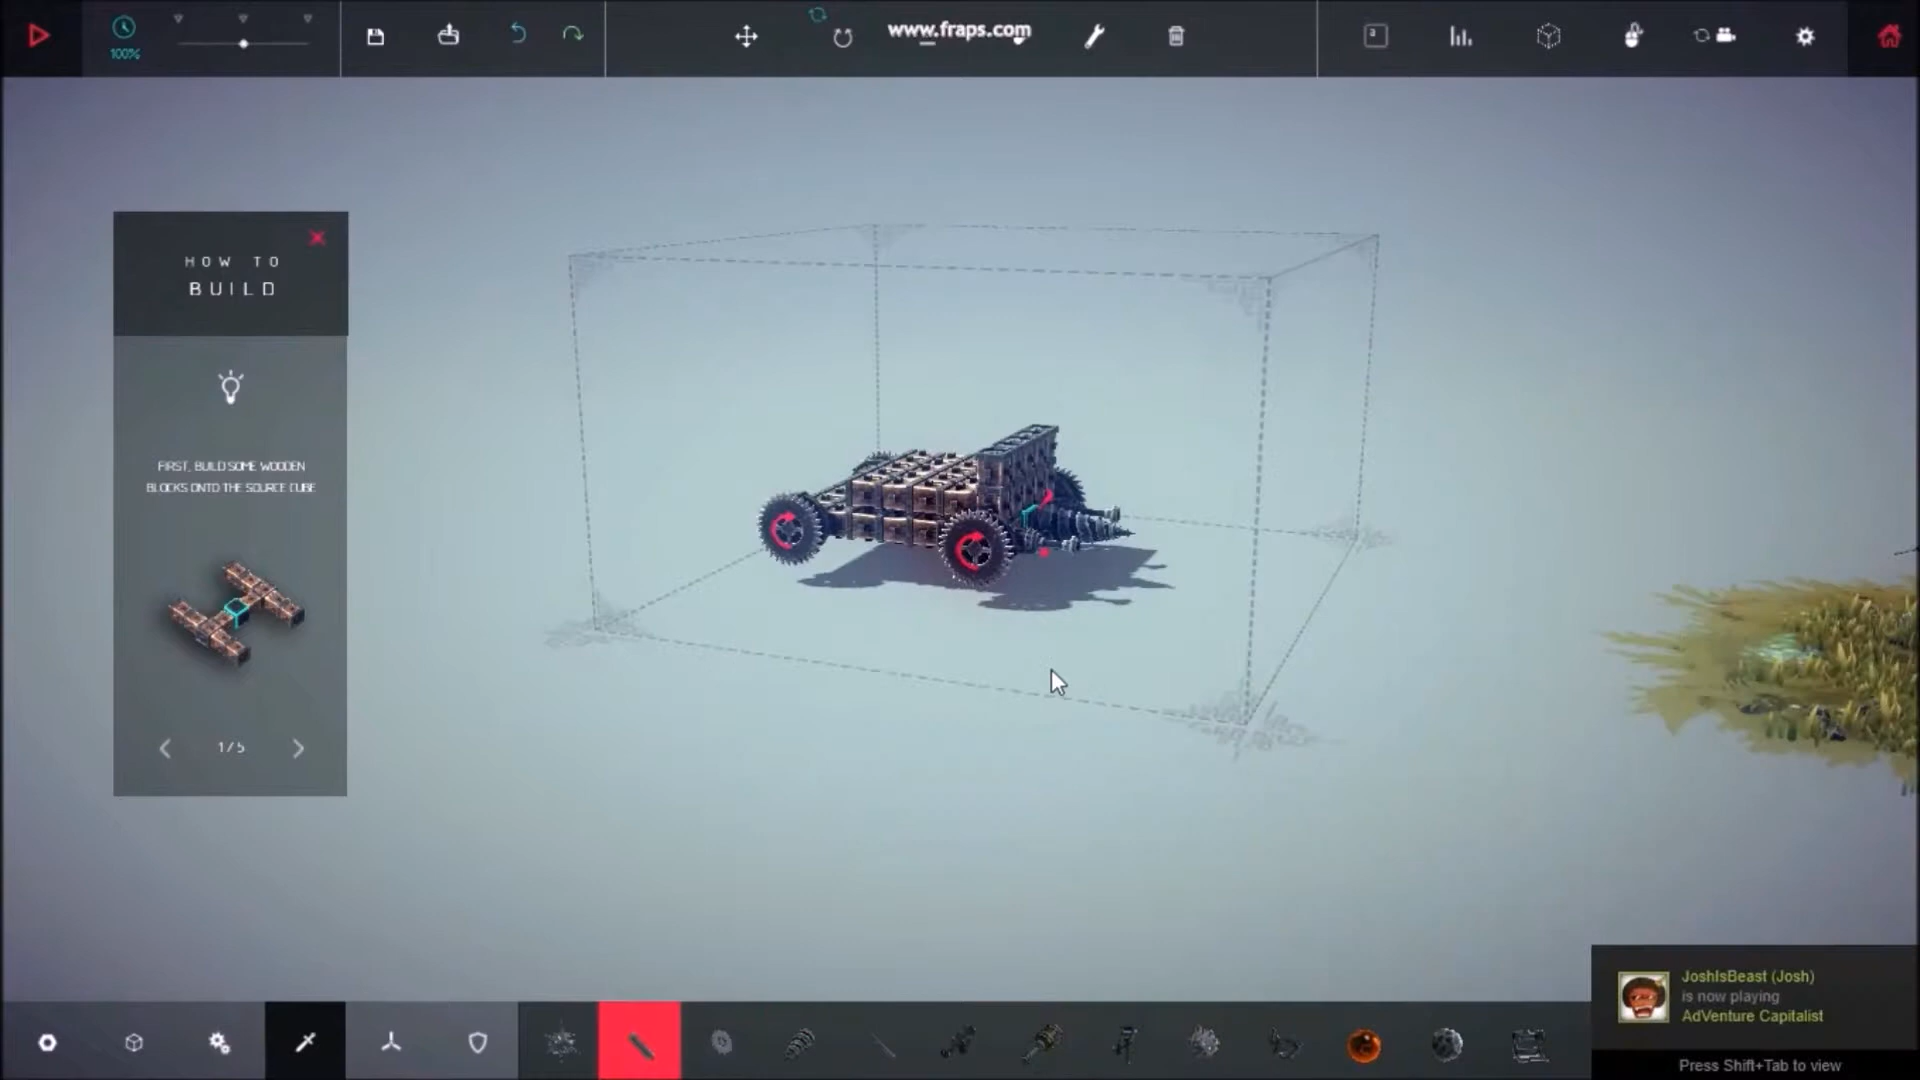 100%
www.fraps.com
HOW TO
BUILD
FIRST, BUILD SOME WOODEN
BLOCKS ONTO THE SOURCE CUBE
1/5
JoshIsBeast (Josh)
is now playing
AdVenture Capitalist
Press Shift+Tab to view